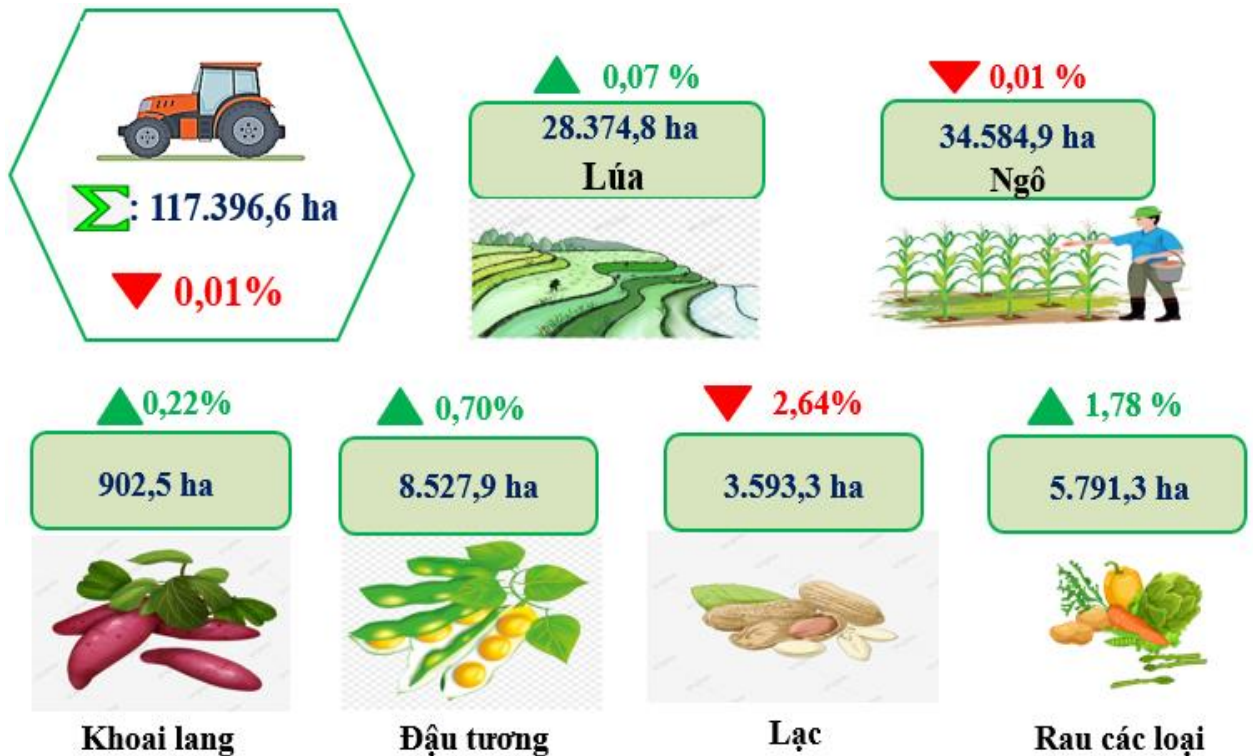 Σ: 117.396,6 ha
0,01%
0,07 %
28.374,8 ha
Lúa
0,01 %
34.584,9 ha
Ngô
0,22%
902,5 ha
Khoai lang
0,70%
8.527,9 ha
Đậu tương
2,64%
3.593,3 ha
Lạc
1,78 %
5.791,3 ha
Rau các loại